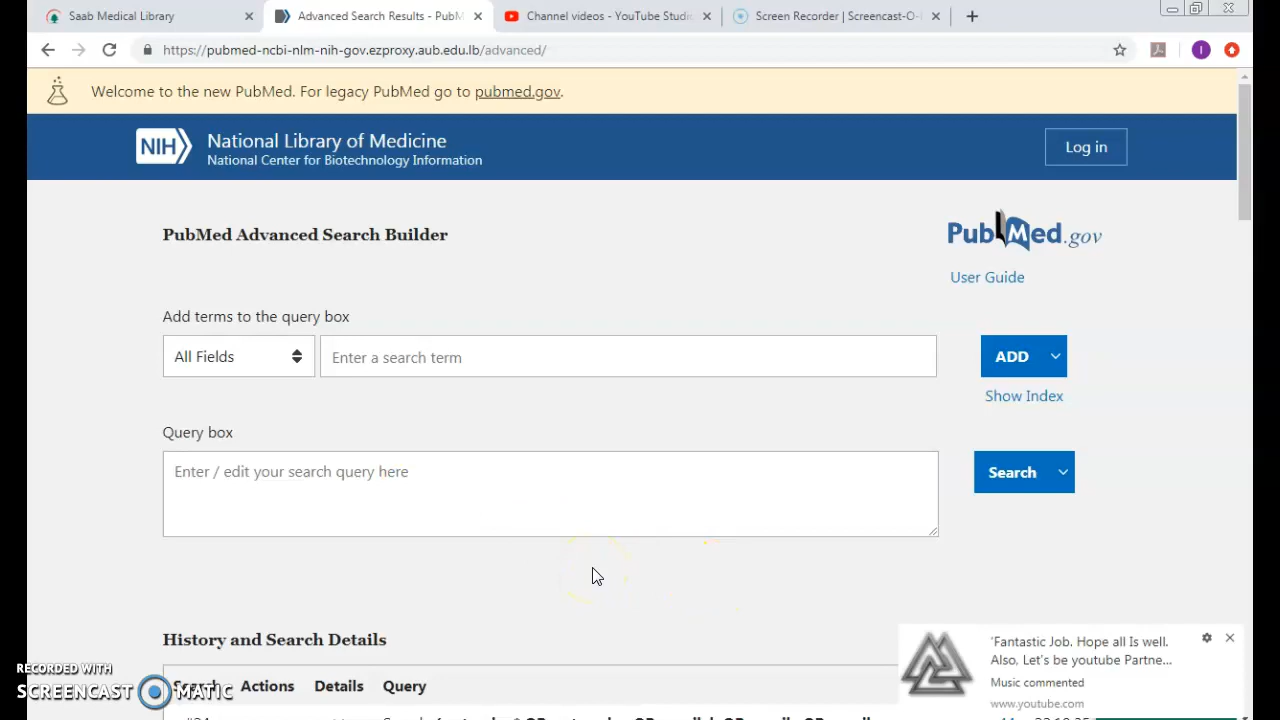 Saab Medical Library
Advanced Search Results - PubM
Channel videos - YouTube Studi
Screen Recorder | Screencast-O-
https://pubmed-ncbi-nlm-nih-gov.ezproxy.aub.edu.lb/advanced/
I
Welcome to the new PubMed. For legacy PubMed go to pubmed.gov.
NIH
National Library of Medicine
National Center for Biotechnology Information
Log in
PubMed Advanced Search Builder
PubMed.gov
User Guide
Add terms to the query box
All Fields
Enter a search term
ADD
Show Index
Query box
Enter / edit your search query here
Search
History and Search Details
'Fantastic Job. Hope all Is well.
Also, Let's be youtube Partne...
Music commented
www.youtube.com
RECORDED WITH
SCREENCAST MATIC
Search Actions Details Query